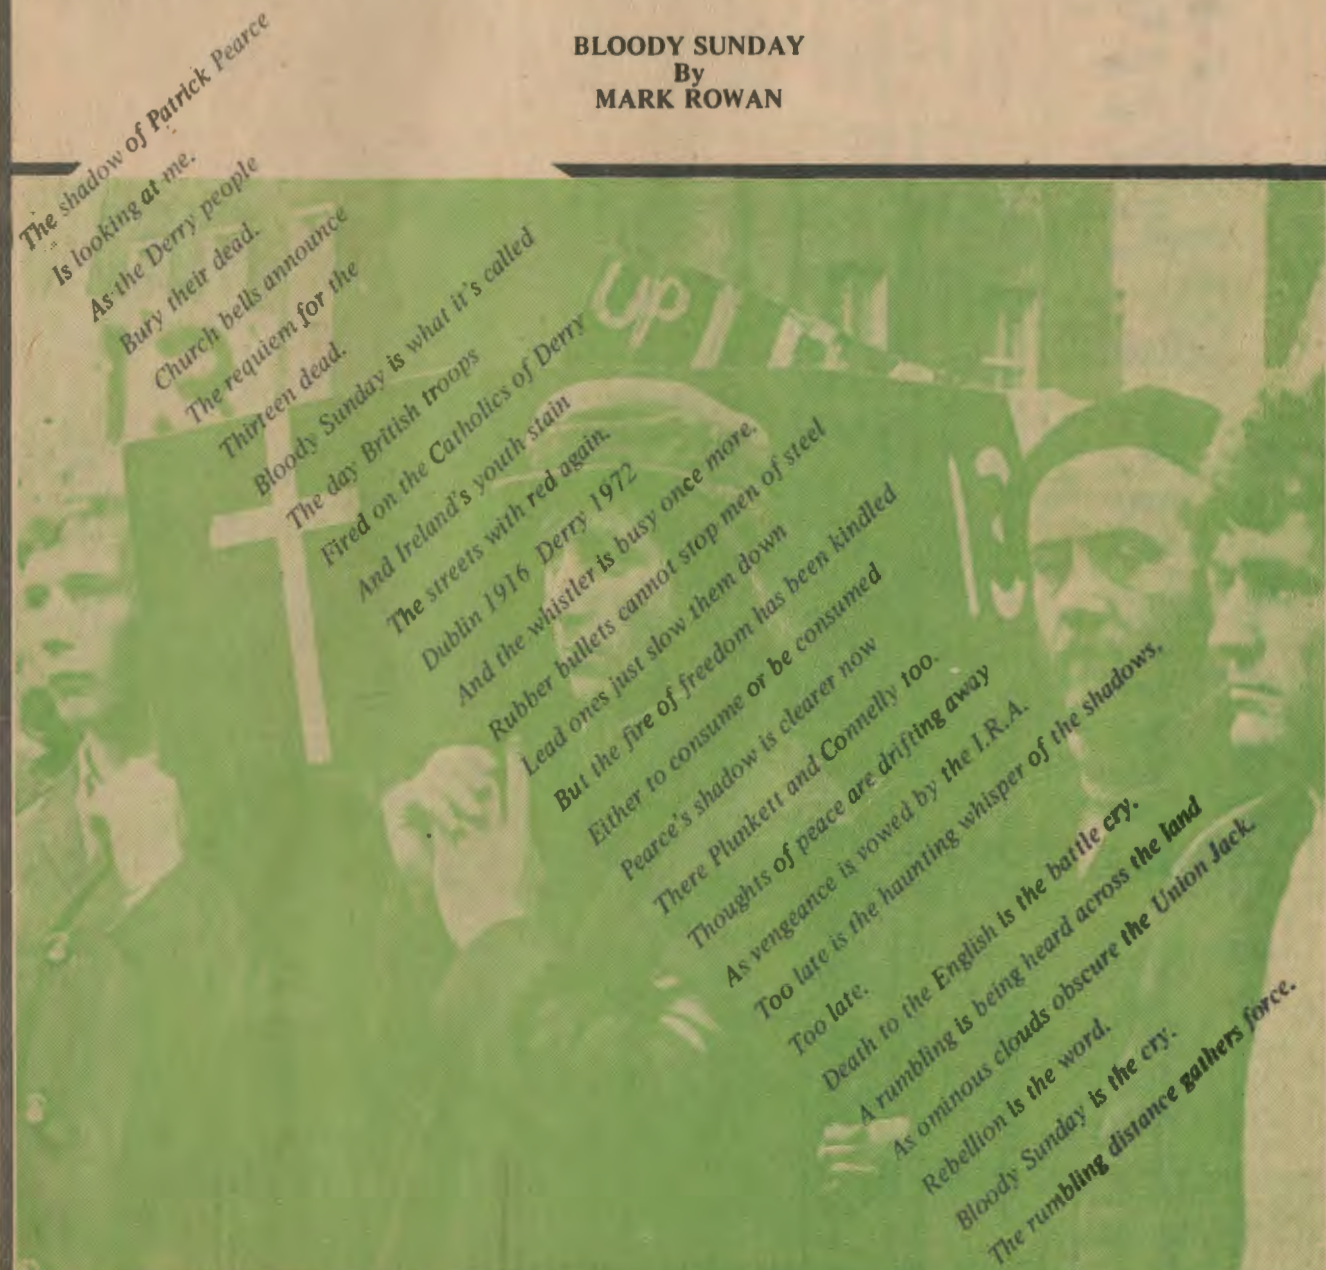 BLOODY SUNDAY
By
MARK ROWAN
The shadow of Patrick Pearce
Is looking at me.
As the Derry people
Bury their dead.
Church bells announce
The requiem for the
Thirteen dead.
Bloody Sunday is what it's called
The day British troops
Fired on the Catholics of Derry
And Ireland's youth stain
The streets with red again.
Dublin 1916 Derry 1972
And the whistler is busy once more.
Rubber bullets cannot stop men of steel
Lead ones just slow them down
But the fire of freedom has been kindled
Either to consume or be consumed
Pearce's shadow is clearer now
There Plunkett and Connelly too.
Thoughts of peace are drifting away
As vengeance is vowed by the I.R.A.
Too late is the haunting whisper of the shadows.
Too late.
Death to the English is the battle cry.
A rumbling is being heard across the land
As ominous clouds obscure the Union Jack.
Rebellion is the word.
Bloody Sunday is the cry.
The rumbling distance gathers force.
UP
13